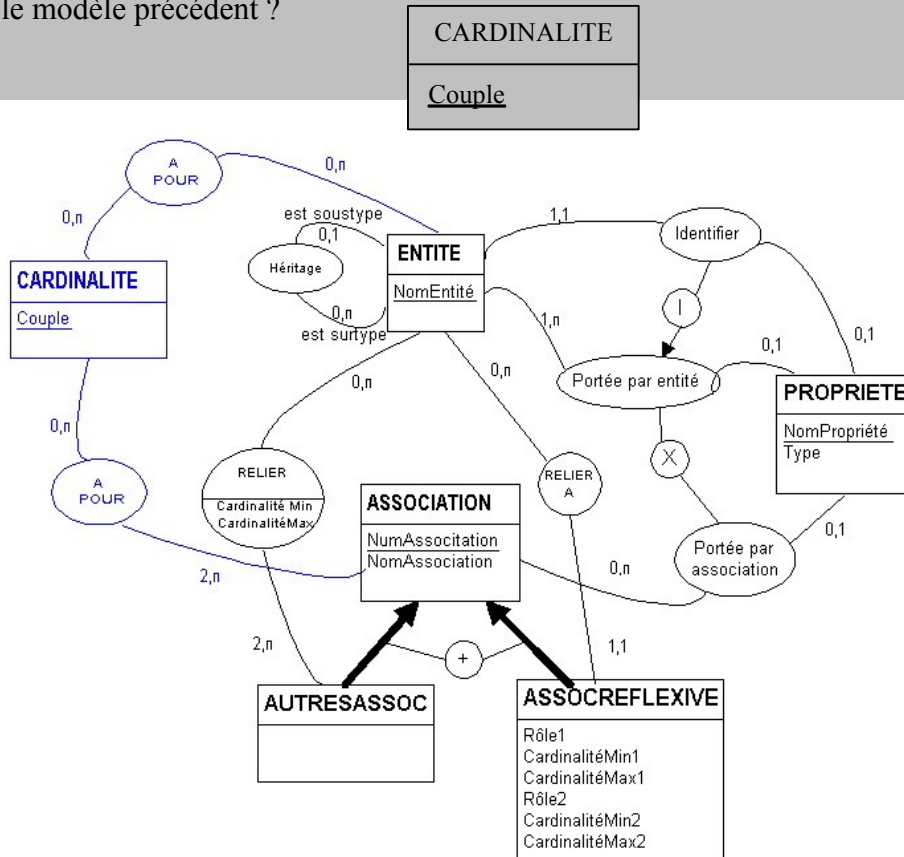 le modèle précédent ?
CARDINALITE
Couple
A
POUR
0,n
0,n
est soustype
0,1
Héritage
0,n
est surtype
ENTITE
NomEntité
1,1
Identifier
I
1,n
0,1
0,1
Portée par entité
CARDINALITE
Couple
PROPRIETE
NomPropriété
Type
0,n
0,n
0,n
X
A
POUR
RELIER
Cardinalité Min
CardinalitéMax
RELIER
A
ASSOCIATION
NumAssocitation
NomAssociation
Portée par
association
0,1
0,n
2,n
2,n
+
1,1
AUTRESASSOC
ASSOCREFLEXIVE
Rôle1
CardinalitéMin1
CardinalitéMax1
Rôle2
CardinalitéMin2
CardinalitéMax2